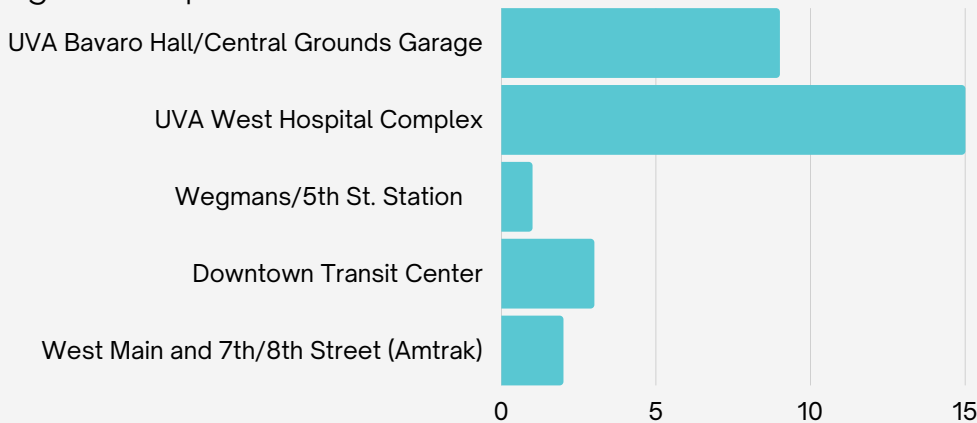 UVA Bavaro Hall/Central Grounds Garage
UVA West Hospital Complex
Wegmans/5th St. Station
Downtown Transit Center
West Main and 7th/8th Street (Amtrak)
0 5 10 15